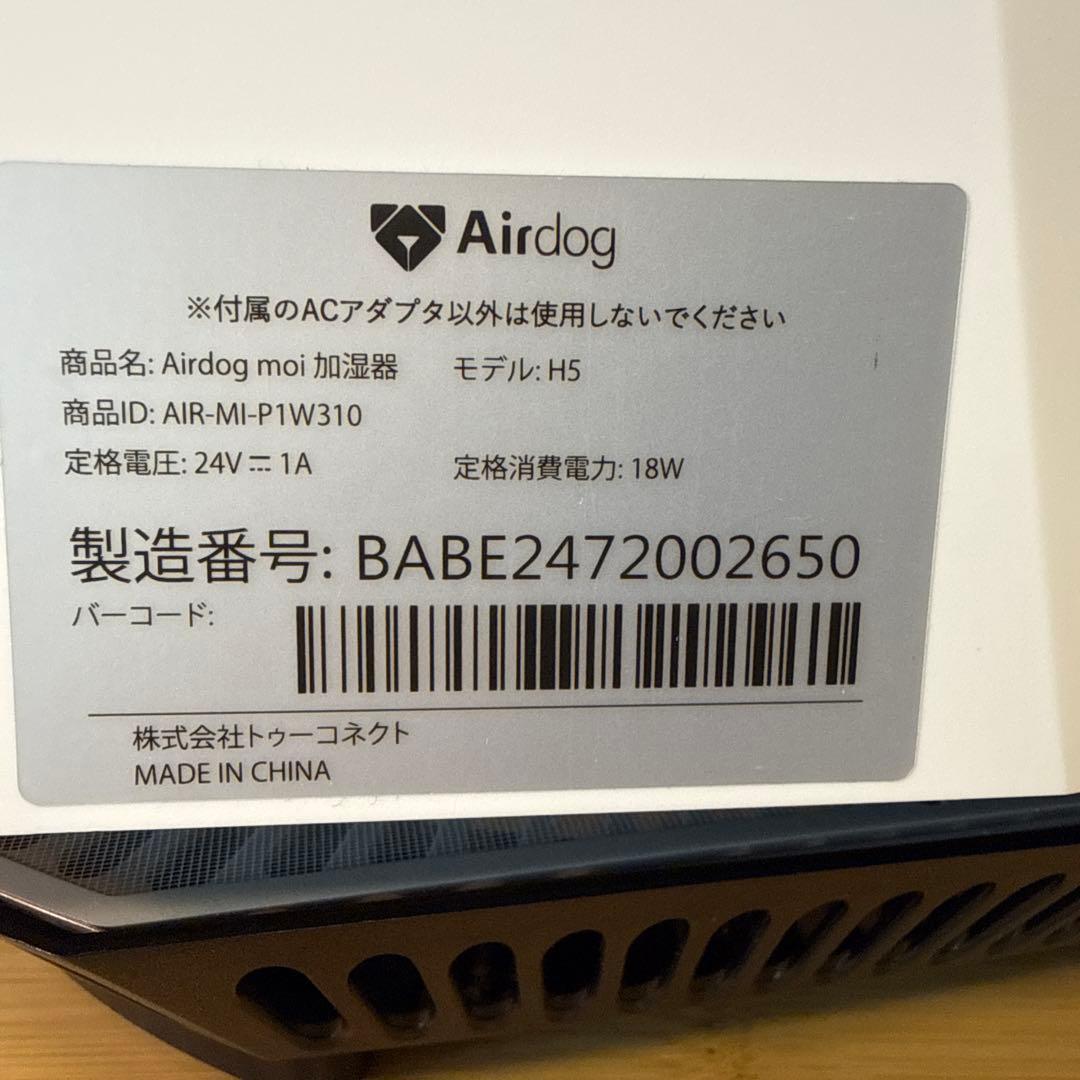 Airdog
※付属のACアダプタ以外は使用しないでください
商品名: Airdog moi 加湿器 モデル: H5
商品ID: AIR-MI-P1W310
定格電圧: 24V ⎓ 1A 定格消費電力: 18W
製造番号: BABE2472002650
バーコード:
株式会社トゥーコネクト
MADE IN CHINA